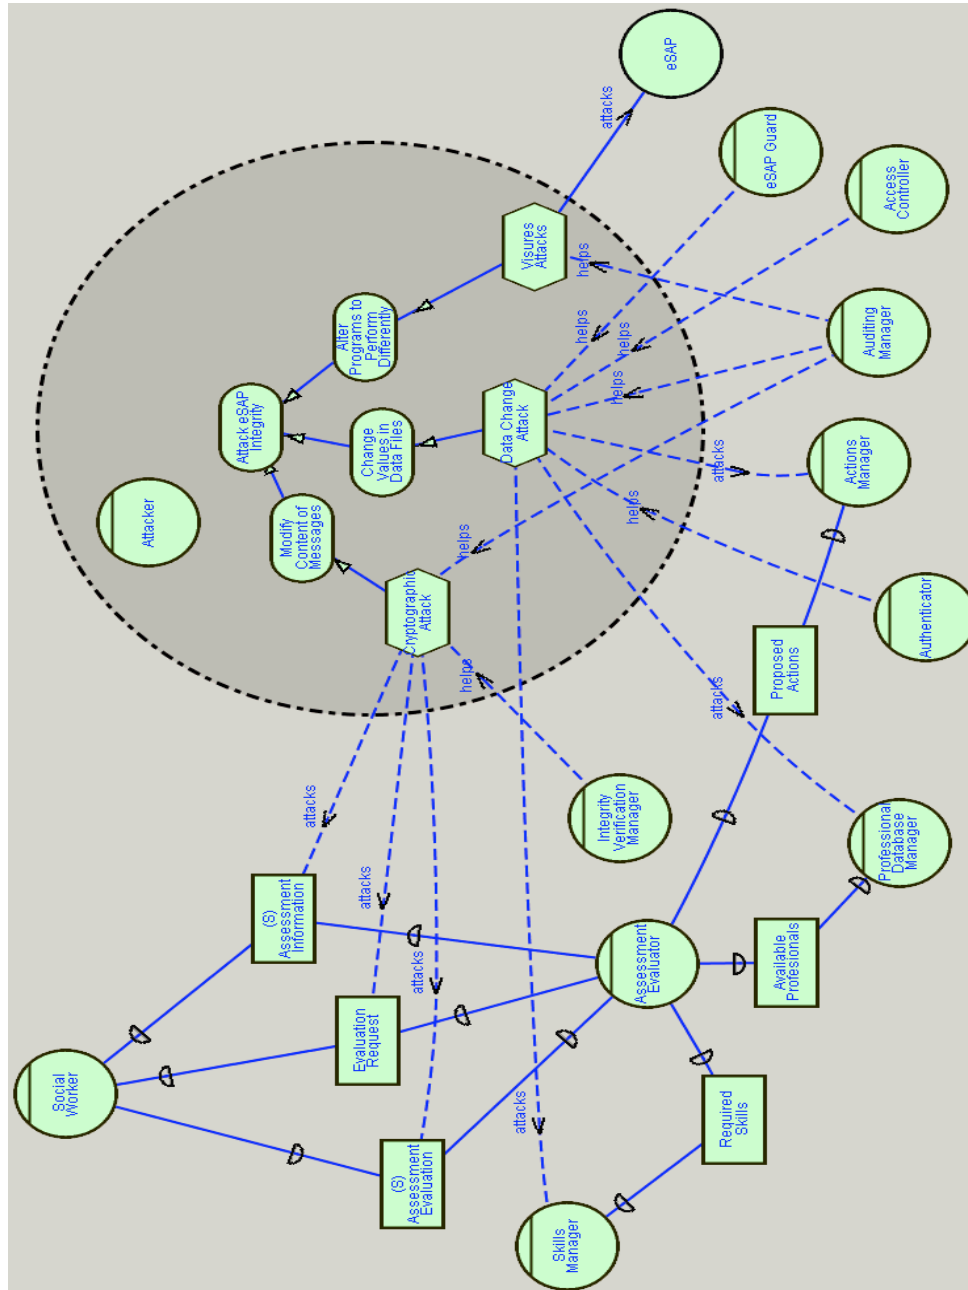 Social
Worker
(S)
Assessment
Evaluation
Evaluation
Request
(S)
Assessment
Information
attacks
attacks
attacks
Attacker
Modify
Content of
Messages
Attack eSAP
Integrity
Change
Values in
Data Files
Alter
Programs to
Perform
Differently
Cryptographic
Attack
helps
helps
Data Change
Attack
Visures
Attacks
attacks
eSAP
Skills
Manager
attacks
Integrity
Verification
Manager
helps
helps
helps
helps
helps
Assessment
Evaluator
Required
Skills
Available
Profesionals
attacks
attacks
Proposed
Actions
eSAP Guard
Professional
Database
Manager
Authenticator
Actions
Manager
Auditing
Manager
Access
Controller